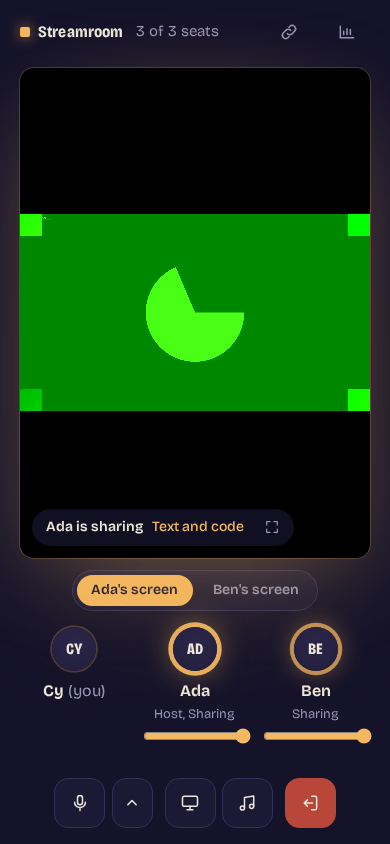 Streamroom 3 of 3 seats
Ada is sharing Text and code
Ada's screen Ben's screen
CY AD BE
Cy (you) Ada Ben
Host, Sharing Sharing